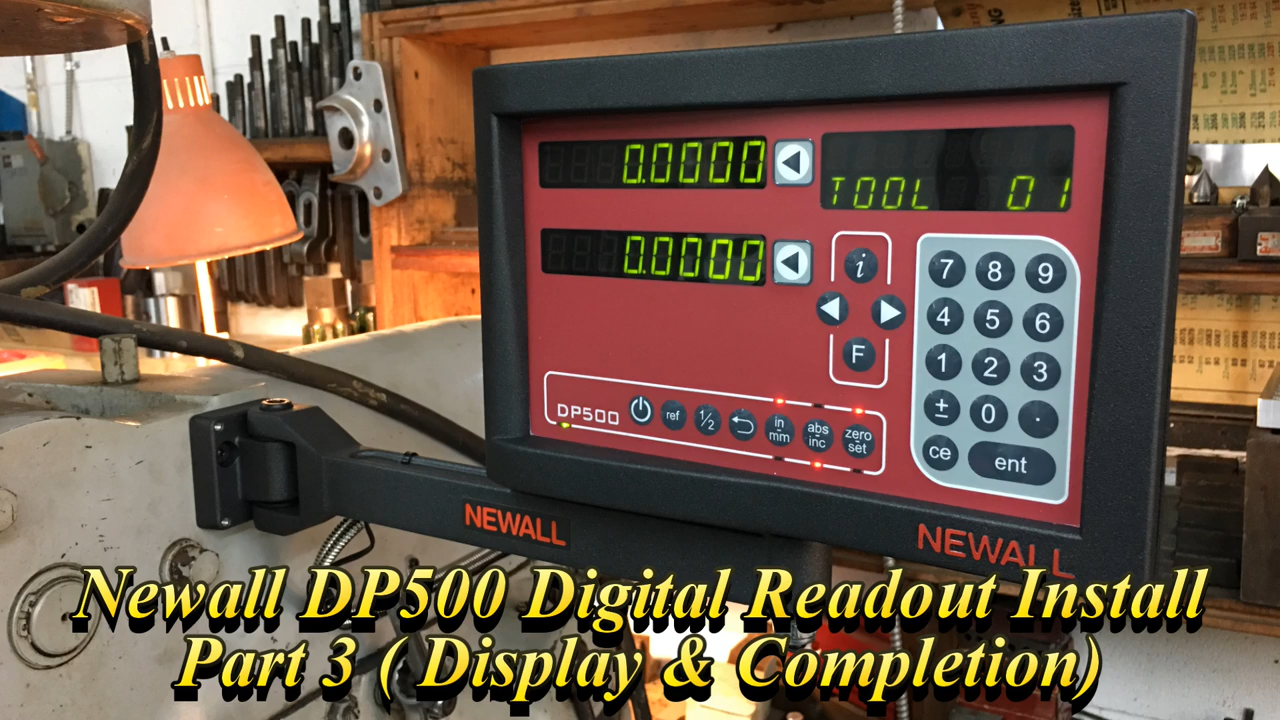 0.0000
TOOL 01
0.0000
i
F
7 8 9
4 5 6
1 2 3
± 0 .
ce ent
DP500
ref
1/2
in
mm
abs
inc
zero
set
NEWALL
NEWALL
Newall DP500 Digital Readout Install
Part 3 ( Display & Completion)